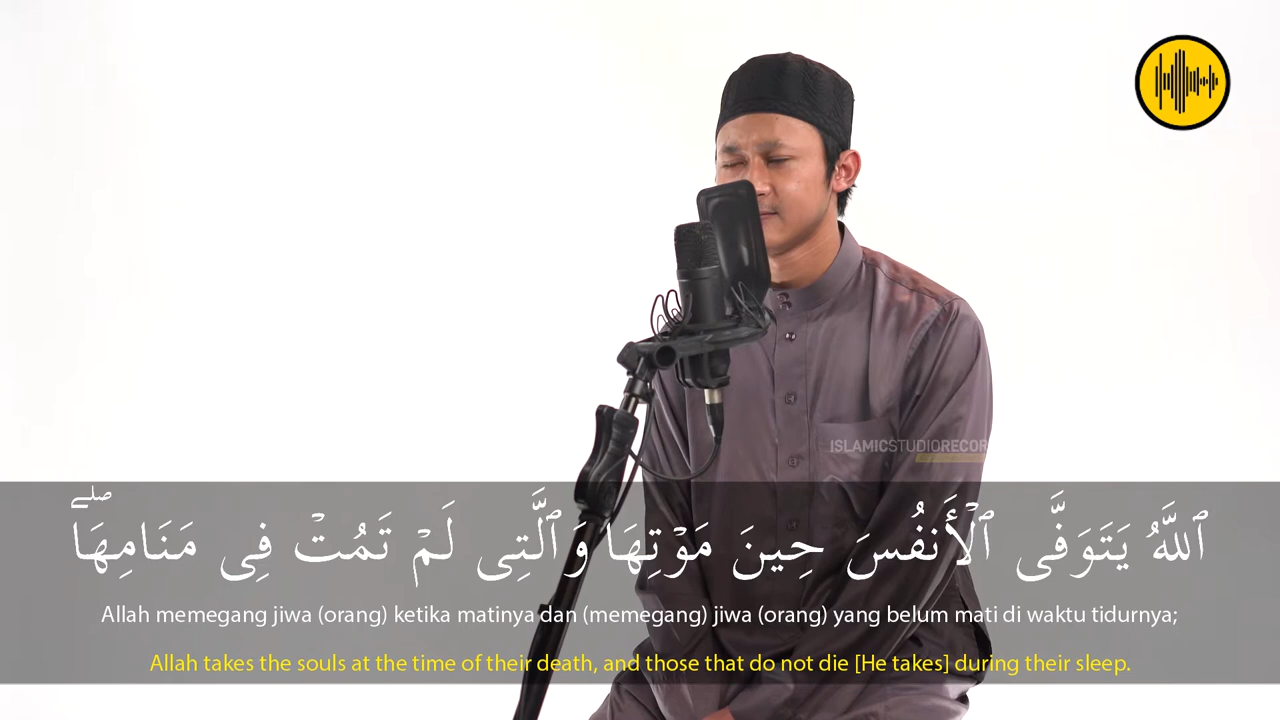 ISLAMICSTUDIORECOR
ٱللَّهُ يَتَوَفَّى ٱلْأَنفُسَ حِينَ مَوْتِهَا وَٱلَّتِى لَمْ تَمُتْ فِى مَنَامِهَا ۖ
Allah memegang jiwa (orang) ketika matinya dan (memegang) jiwa (orang) yang belum mati di waktu tidurnya;
Allah takes the souls at the time of their death, and those that do not die [He takes] during their sleep.